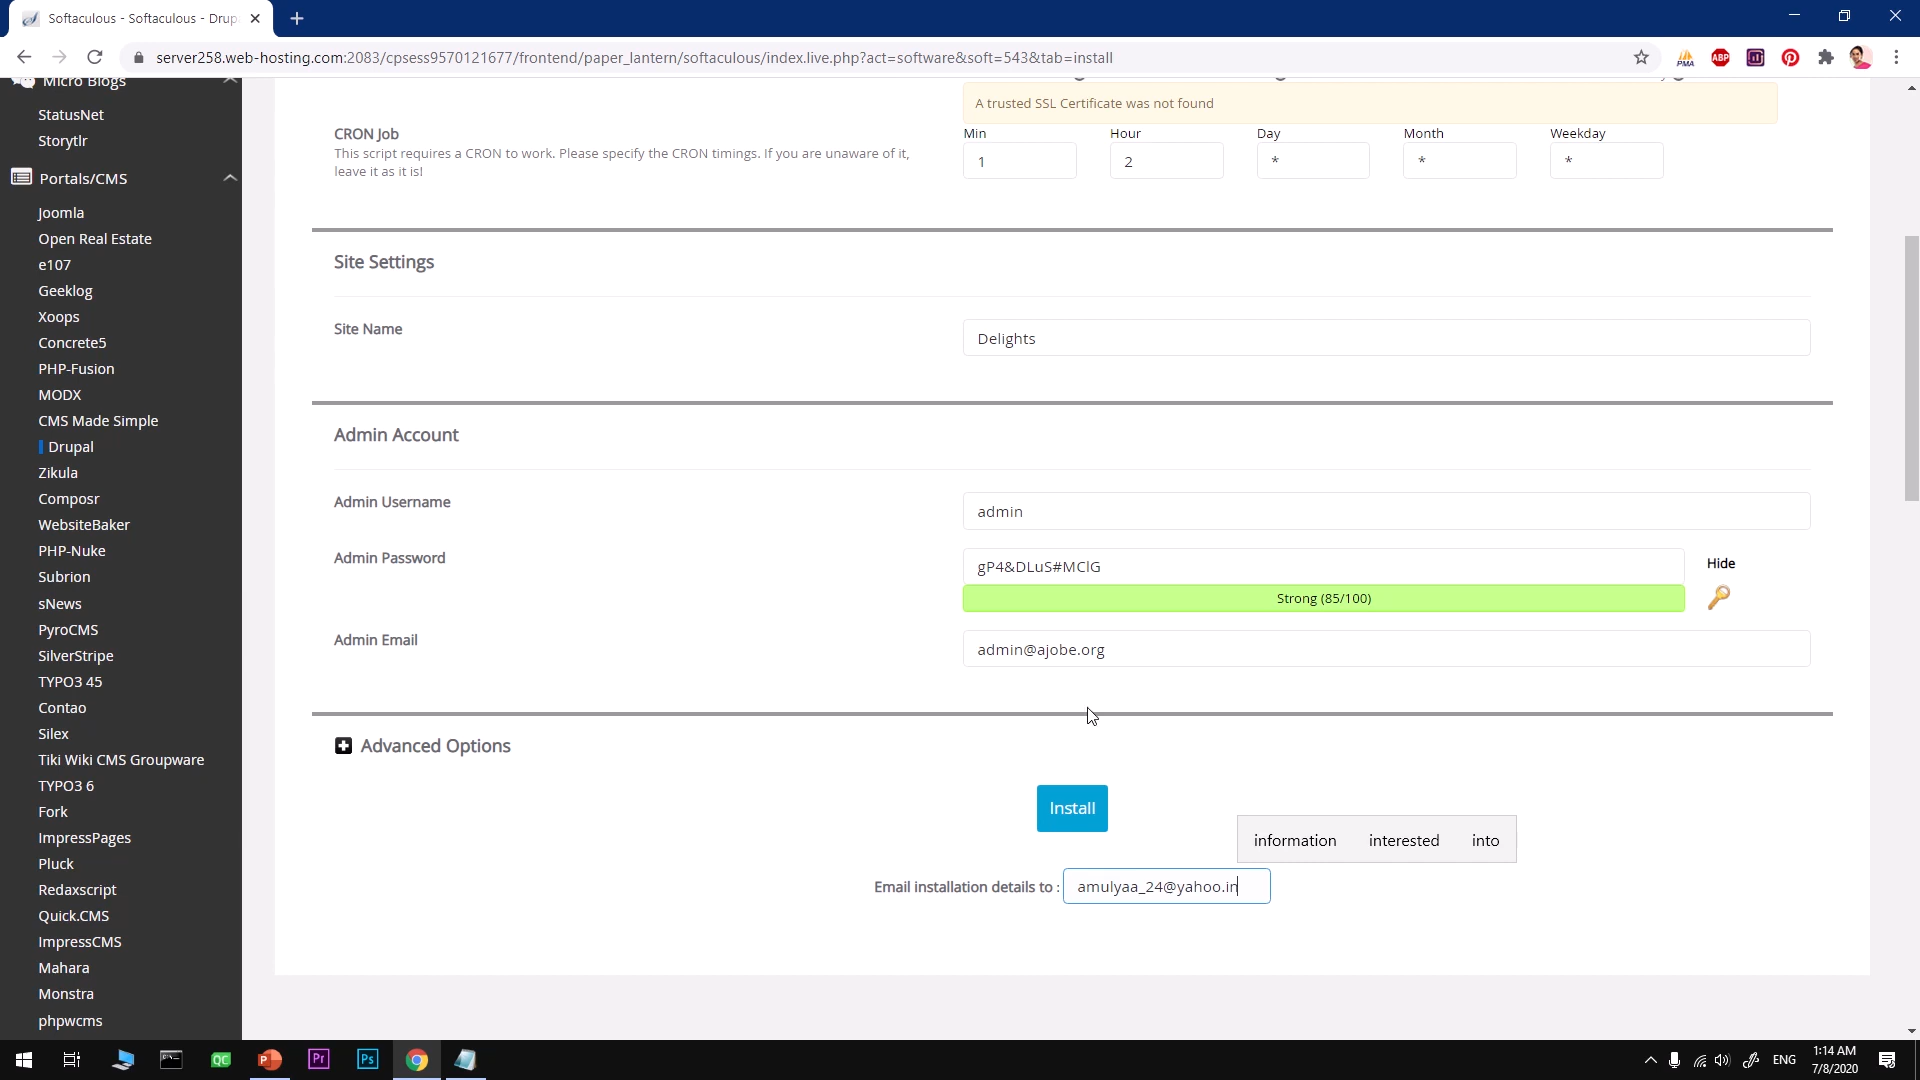 Softaculous - Softaculous - Drup
server258.web-hosting.com:2083/cpsess9570121677/frontend/paper_lantern/softaculous/index.live.php?act=software&soft=543&tab=install
PMA
ABP
Micro Blogs
StatusNet
Storytlr
Portals/CMS
Joomla
Open Real Estate
e107
Geeklog
Xoops
Concrete5
PHP-Fusion
MODX
CMS Made Simple
Drupal
Zikula
Composr
WebsiteBaker
PHP-Nuke
Subrion
sNews
PyroCMS
SilverStripe
TYPO3 45
Contao
Silex
Tiki Wiki CMS Groupware
TYPO3 6
Fork
ImpressPages
Pluck
Redaxscript
Quick.CMS
ImpressCMS
Mahara
Monstra
phpwcms
A trusted SSL Certificate was not found
CRON Job
This script requires a CRON to work. Please specify the CRON timings. If you are unaware of it,
leave it as it is!
Min Hour Day Month Weekday
1 2 * * *
Site Settings
Site Name
Delights
Admin Account
Admin Username
admin
Admin Password
gP4&DLuS#MClG
Hide
Strong (85/100)
Admin Email
admin@ajobe.org
Advanced Options
Install
information interested into
Email installation details to :
amulyaa_24@yahoo.in
QC
P
Pr
Ps
ENG
1:14 AM
7/8/2020